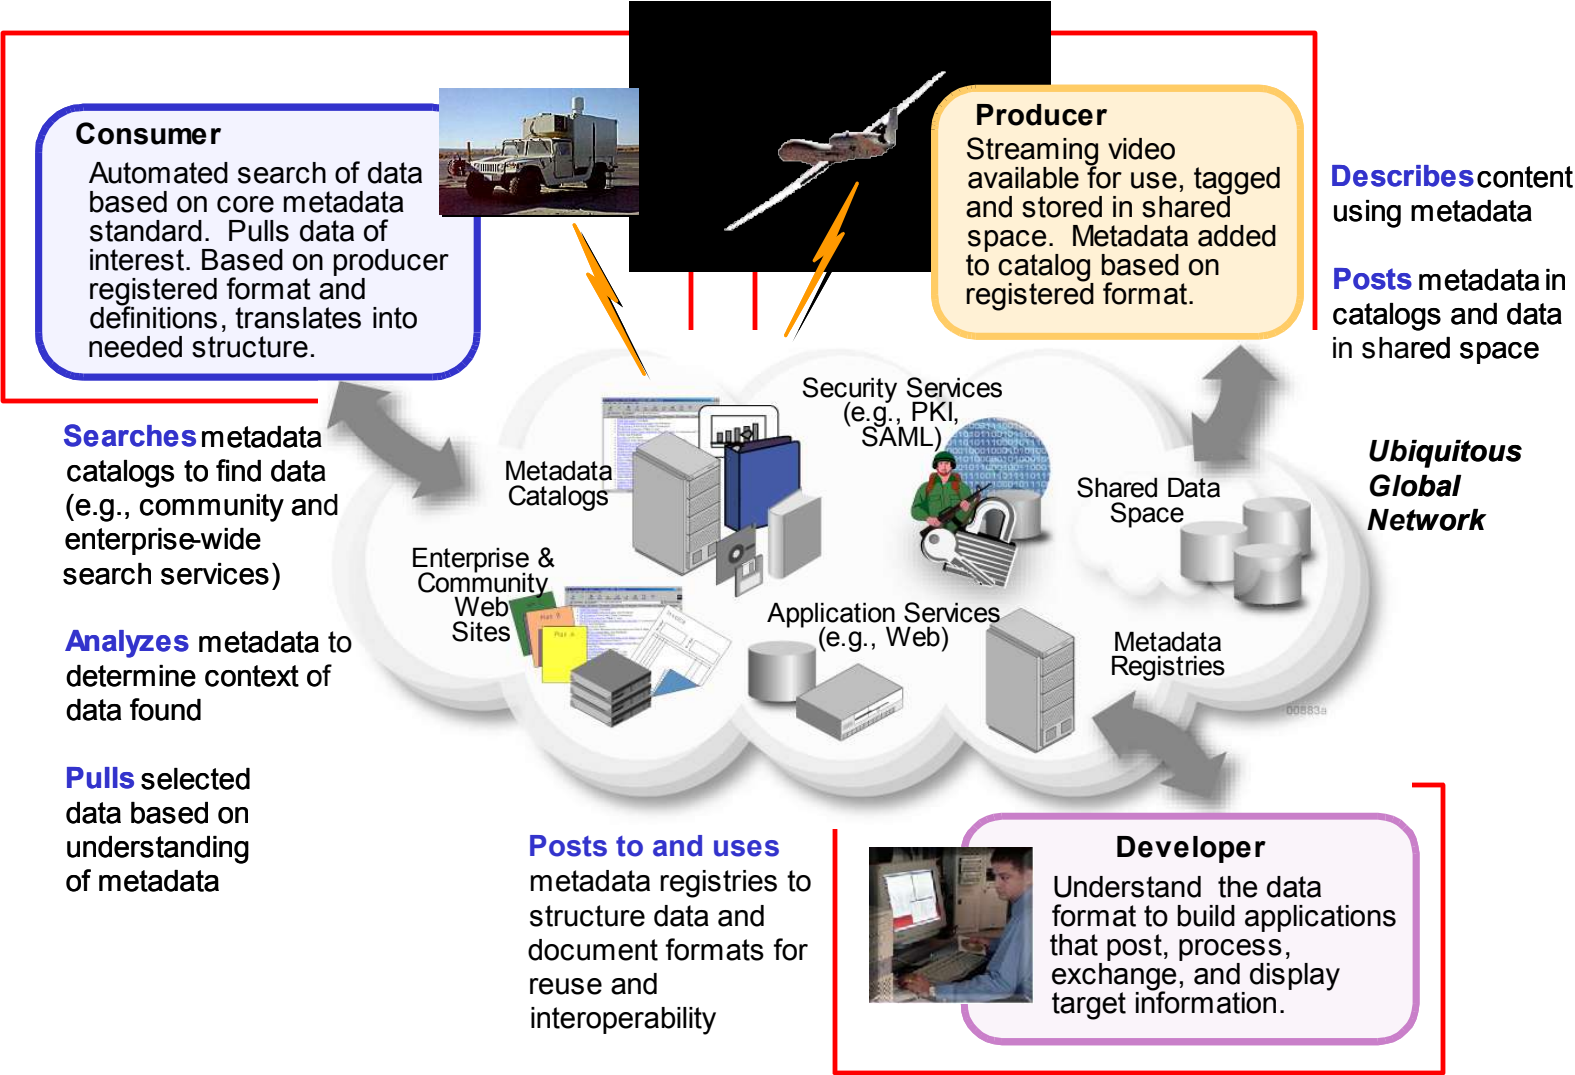 Consumer
Automated search of data
based on core metadata
standard.  Pulls data of
interest. Based on producer
registered format and
definitions, translates into
needed structure.
Producer
Streaming video
available for use, tagged
and stored in shared
space.  Metadata added
to catalog based on
registered format.
Describes content
using metadata
Posts metadata in
catalogs and data
in shared space
Ubiquitous
Global
Network
Searches metadata
catalogs to find data
(e.g., community and
enterprise-wide
search services)
Analyzes metadata to
determine context of
data found
Pulls selected
data based on
understanding
of metadata
Metadata
Catalogs
Security Services
(e.g., PKI,
SAML)
Shared Data
Space
Enterprise &
Community
Web
Sites
Plan B
Plan A
Application Services
(e.g., Web)
Metadata
Registries
00883a
Posts to and uses
metadata registries to
structure data and
document formats for
reuse and
interoperability
Developer
Understand  the data
format to build applications
that post, process,
exchange, and display
target information.